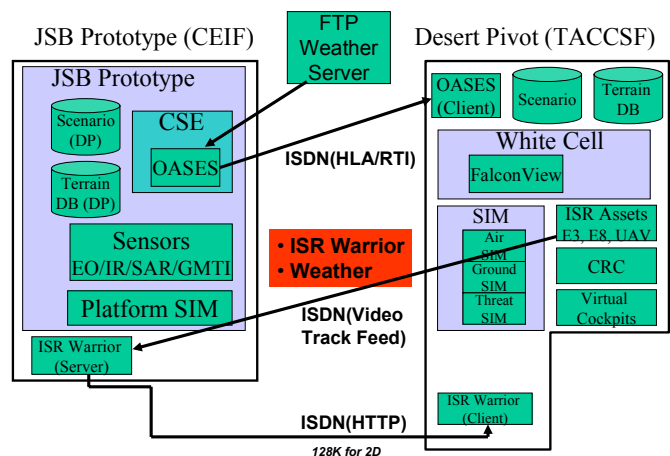 JSB Prototype (CEIF)
FTP
Weather
Server
Desert Pivot (TACCSF)
JSB Prototype
Scenario
(DP)
CSE
OASES
Terrain
DB (DP)
Sensors
EO/IR/SAR/GMTI
Platform SIM
ISR Warrior
(Server)
ISDN(HLA/RTI)
• ISR Warrior
• Weather
ISDN(Video
Track Feed)
ISDN(HTTP)
128K for 2D
OASES
(Client)
Scenario
Terrain
DB
White Cell
FalconView
SIM
Air
SIM
Ground
SIM
Threat
SIM
ISR Assets
E3, E8, UAV
CRC
Virtual
Cockpits
ISR Warrior
(Client)